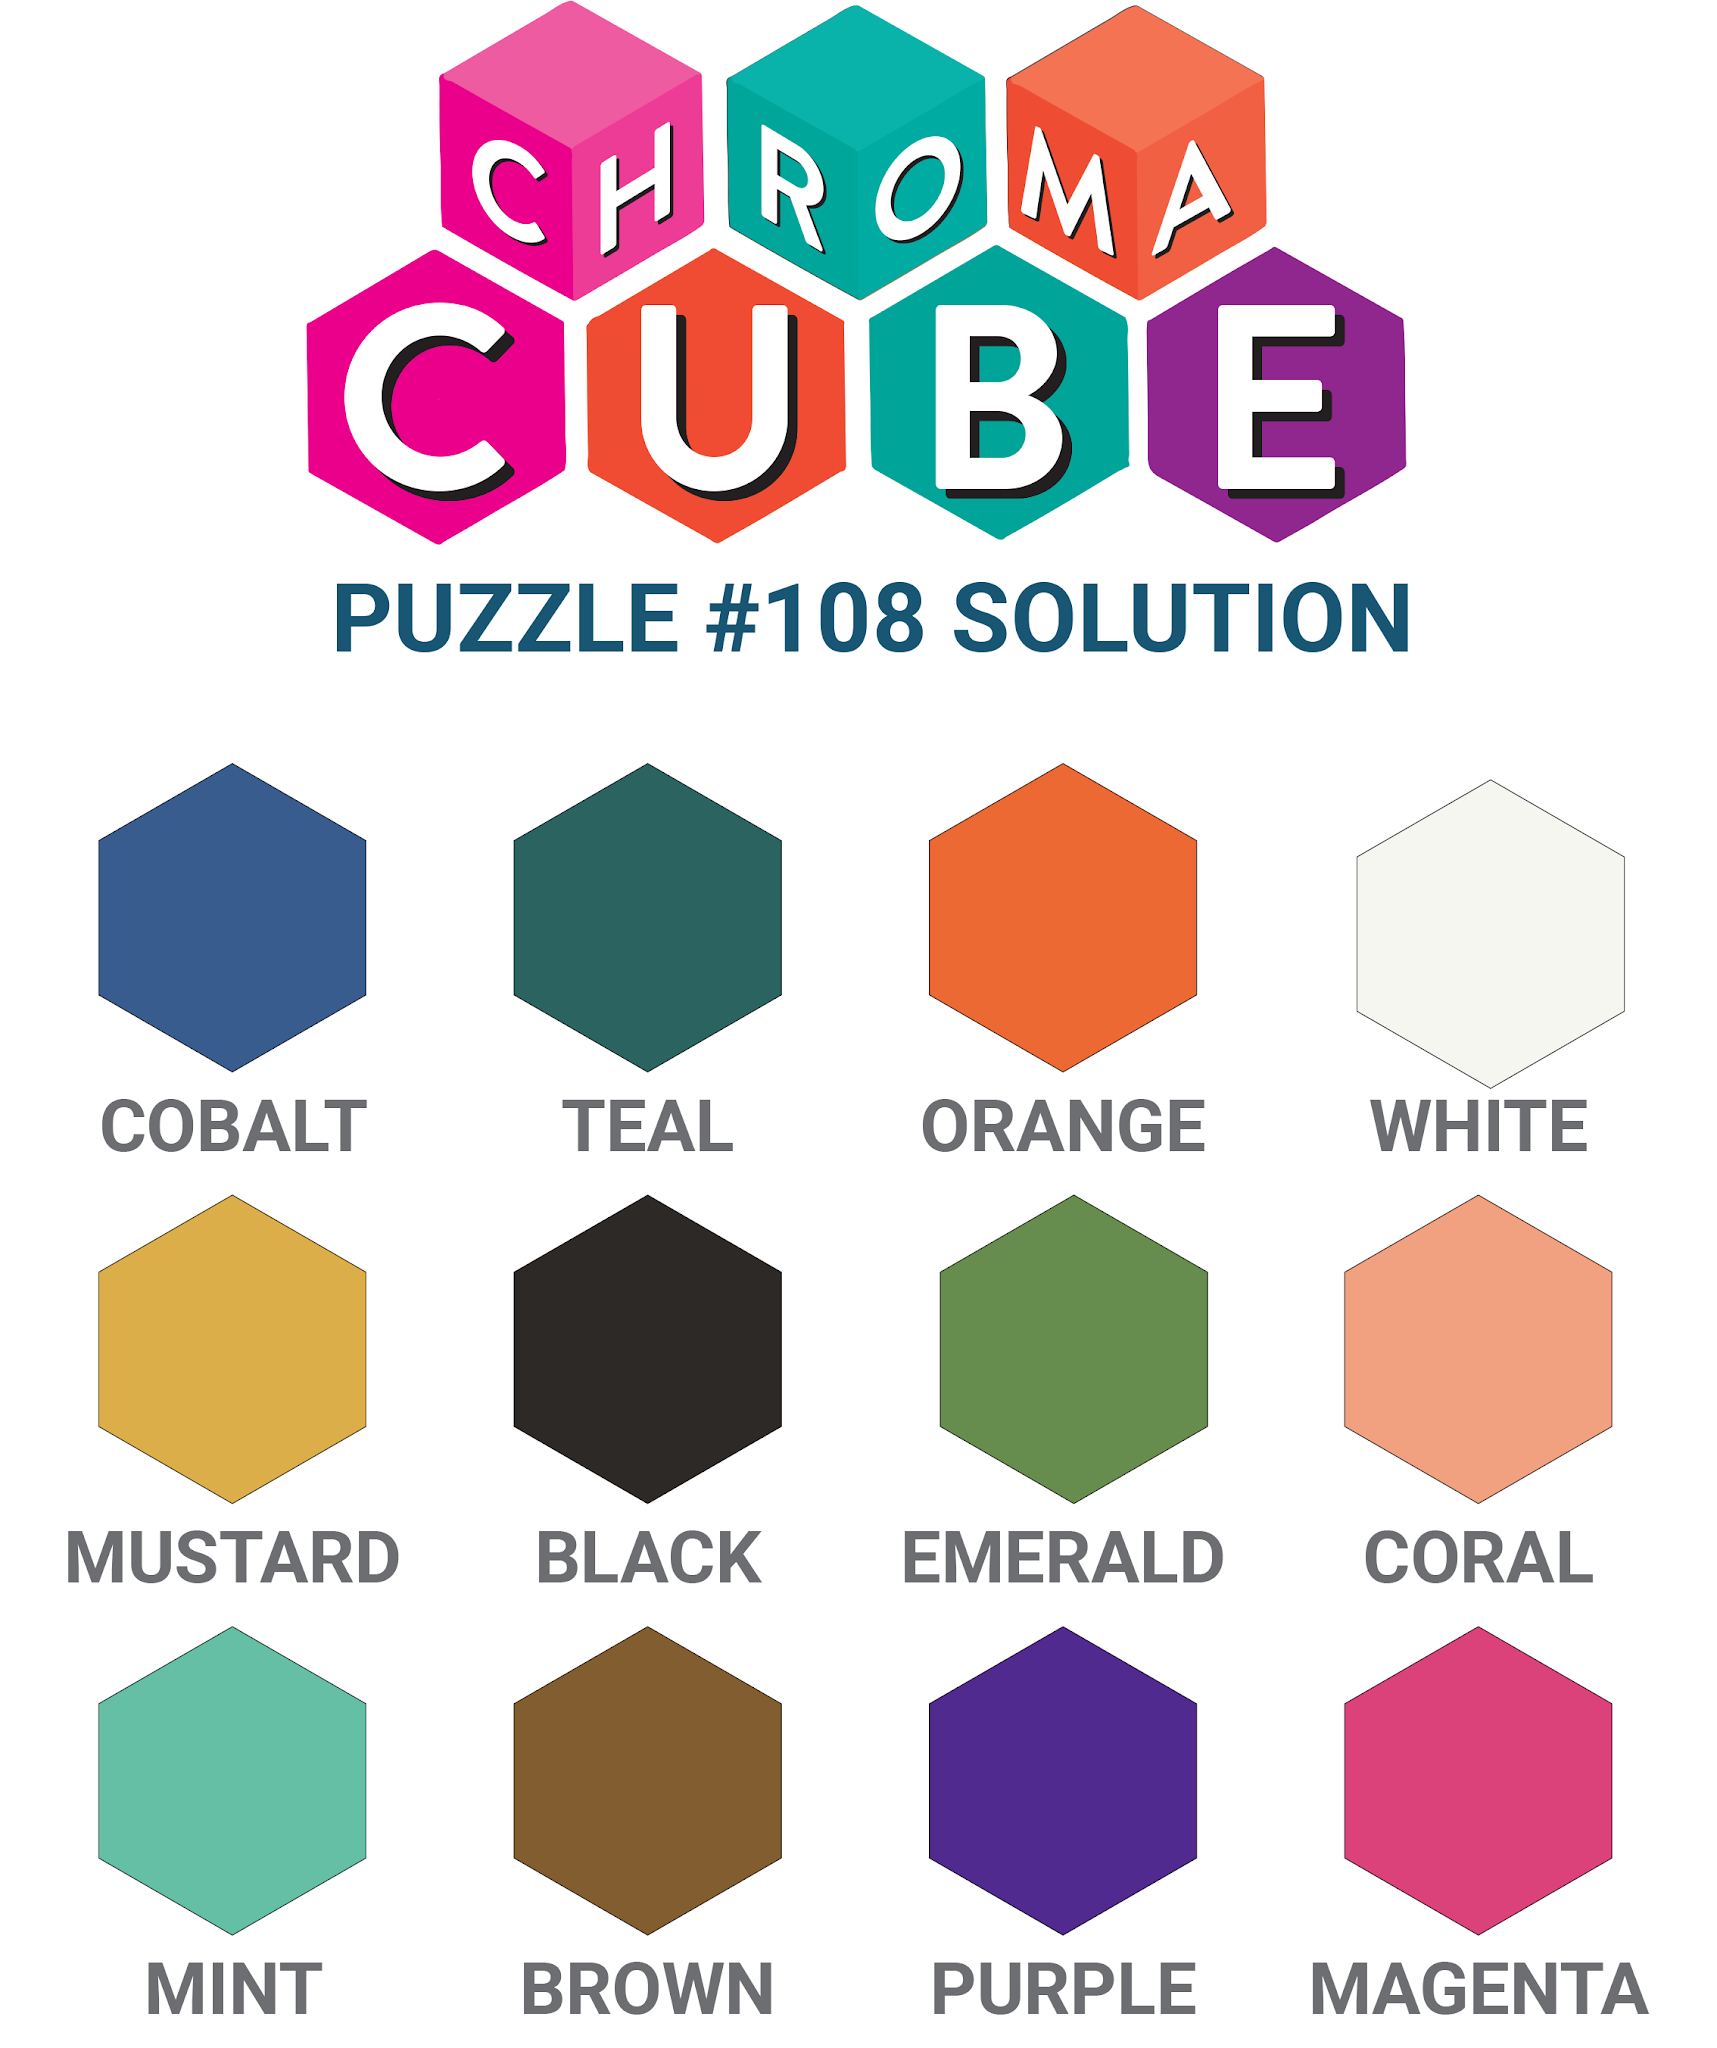 CHROMA
CUBE
PUZZLE #108 SOLUTION
COBALT TEAL ORANGE WHITE
MUSTARD BLACK EMERALD CORAL
MINT BROWN PURPLE MAGENTA